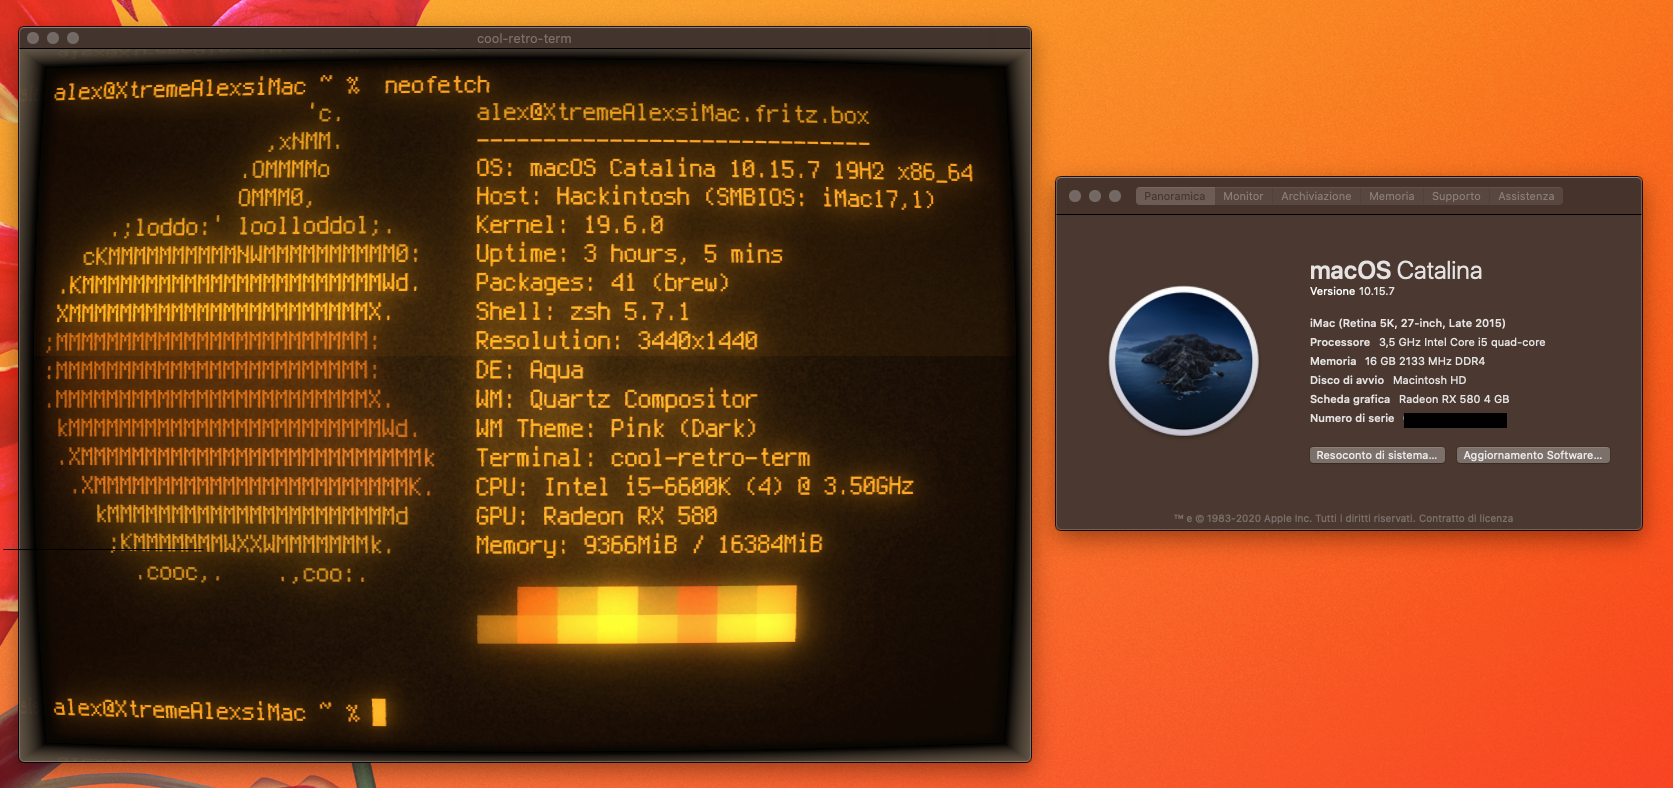 cool-retro-term
alex@XtremeAlexsiMac ~ %  neofetch
'c.
alex@XtremeAlexsiMac.fritz.box
,xNMM.
-----------------------------
.OMMMMo
OS: macOS Catalina 10.15.7 19H2 x86_64
OMMM0,
Host: Hackintosh (SMBIOS: iMac17,1)
.;loddo:' loolloddol;.
Kernel: 19.6.0
cKMMMMMMMMMMNWMMMMMMMMMM0:
Uptime: 3 hours, 5 mins
.KMMMMMMMMMMMMMMMMMMMMMMMWd.
Packages: 41 (brew)
XMMMMMMMMMMMMMMMMMMMMMMMX.
Shell: zsh 5.7.1
;MMMMMMMMMMMMMMMMMMMMMMMM:
Resolution: 3440x1440
:MMMMMMMMMMMMMMMMMMMMMMMM:
DE: Aqua
.MMMMMMMMMMMMMMMMMMMMMMMMX.
WM: Quartz Compositor
kMMMMMMMMMMMMMMMMMMMMMMMMWd.
WM Theme: Pink (Dark)
.XMMMMMMMMMMMMMMMMMMMMMMMMMMk
Terminal: cool-retro-term
.XMMMMMMMMMMMMMMMMMMMMMMMMK.
CPU: Intel i5-6600K (4) @ 3.50GHz
kMMMMMMMMMMMMMMMMMMMMMMd
GPU: Radeon RX 580
;KMMMMMMMWXXWMMMMMMMk.
Memory: 9366MiB / 16384MiB
.cooc,.    .,coo:.
alex@XtremeAlexsiMac ~ %
Panoramica Monitor Archiviazione Memoria Supporto Assistenza
macOS Catalina
Versione 10.15.7
iMac (Retina 5K, 27-inch, Late 2015)
Processore 3,5 GHz Intel Core i5 quad-core
Memoria 16 GB 2133 MHz DDR4
Disco di avvio Macintosh HD
Scheda grafica Radeon RX 580 4 GB
Numero di serie
Resoconto di sistema... Aggiornamento Software...
™ e © 1983-2020 Apple Inc. Tutti i diritti riservati. Contratto di licenza